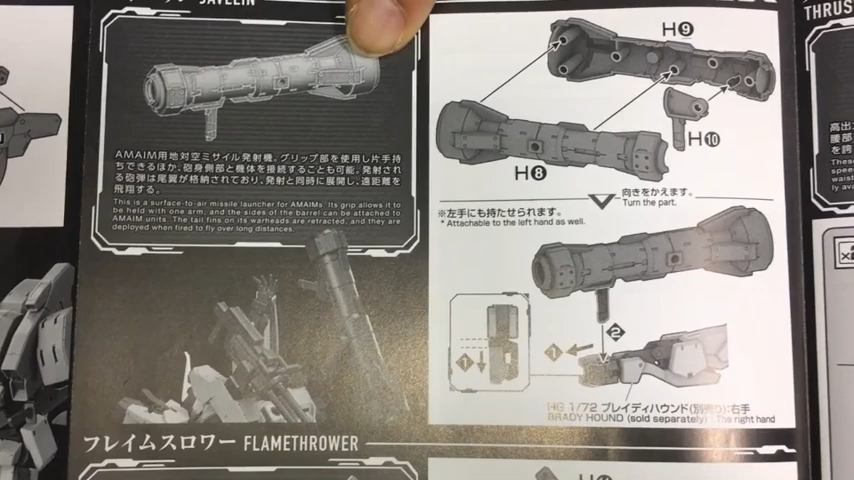 JAVELIN
THRUS
AMAIM用地対空ミサイル発射機。グリップ部を使用し片手持
ちできるほか、砲身側部と機体を接続することも可能。発射され
る砲弾は尾翼が格納されており、発射と同時に展開し、遠距離を
飛翔する。
This is a surface-to-air missile launcher for AMAIMs. Its grip allows it to
be held with one arm, and the sides of the barrel can be attached to
AMAIM units. The tail fins on its warheads are retracted, and they are
deployed when fired to fly over long distances.
H9
H10
H8
向きをかえます。
Turn the part.
※左手にも持たせられます。
* Attachable to the left hand as well.
1
2
1
HG 1/72 ブレイディハウンド(別売り):右手
BRADY HOUND (sold separately) : The right hand
フレイムスロワー FLAMETHROWER
高出
腰部
を誇
These
waist
ly ava